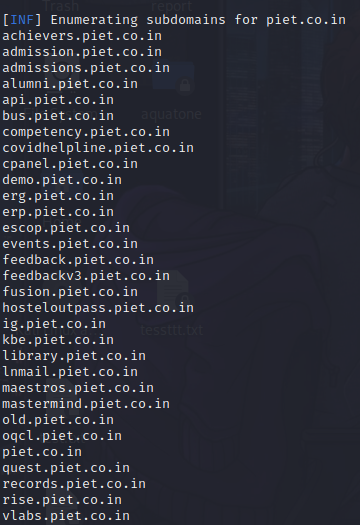 Trash
report
[INF] Enumerating subdomains for piet.co.in
achievers.piet.co.in
admission.piet.co.in
admissions.piet.co.in
alumni.piet.co.in
api.piet.co.in
aquatone
bus.piet.co.in
competency.piet.co.in
covidhelpline.piet.co.in
cpanel.piet.co.in
demo.piet.co.in
erg.piet.co.in
erp.piet.co.in
escop.piet.co.in
events.piet.co.in
feedback.piet.co.in
feedbackv3.piet.co.in
fusion.piet.co.in
hosteloutpass.piet.co.in
ig.piet.co.in
tessttt.txt
kbe.piet.co.in
library.piet.co.in
lnmail.piet.co.in
maestros.piet.co.in
mastermind.piet.co.in
old.piet.co.in
oqcl.piet.co.in
piet.co.in
quest.piet.co.in
records.piet.co.in
rise.piet.co.in
vlabs.piet.co.in